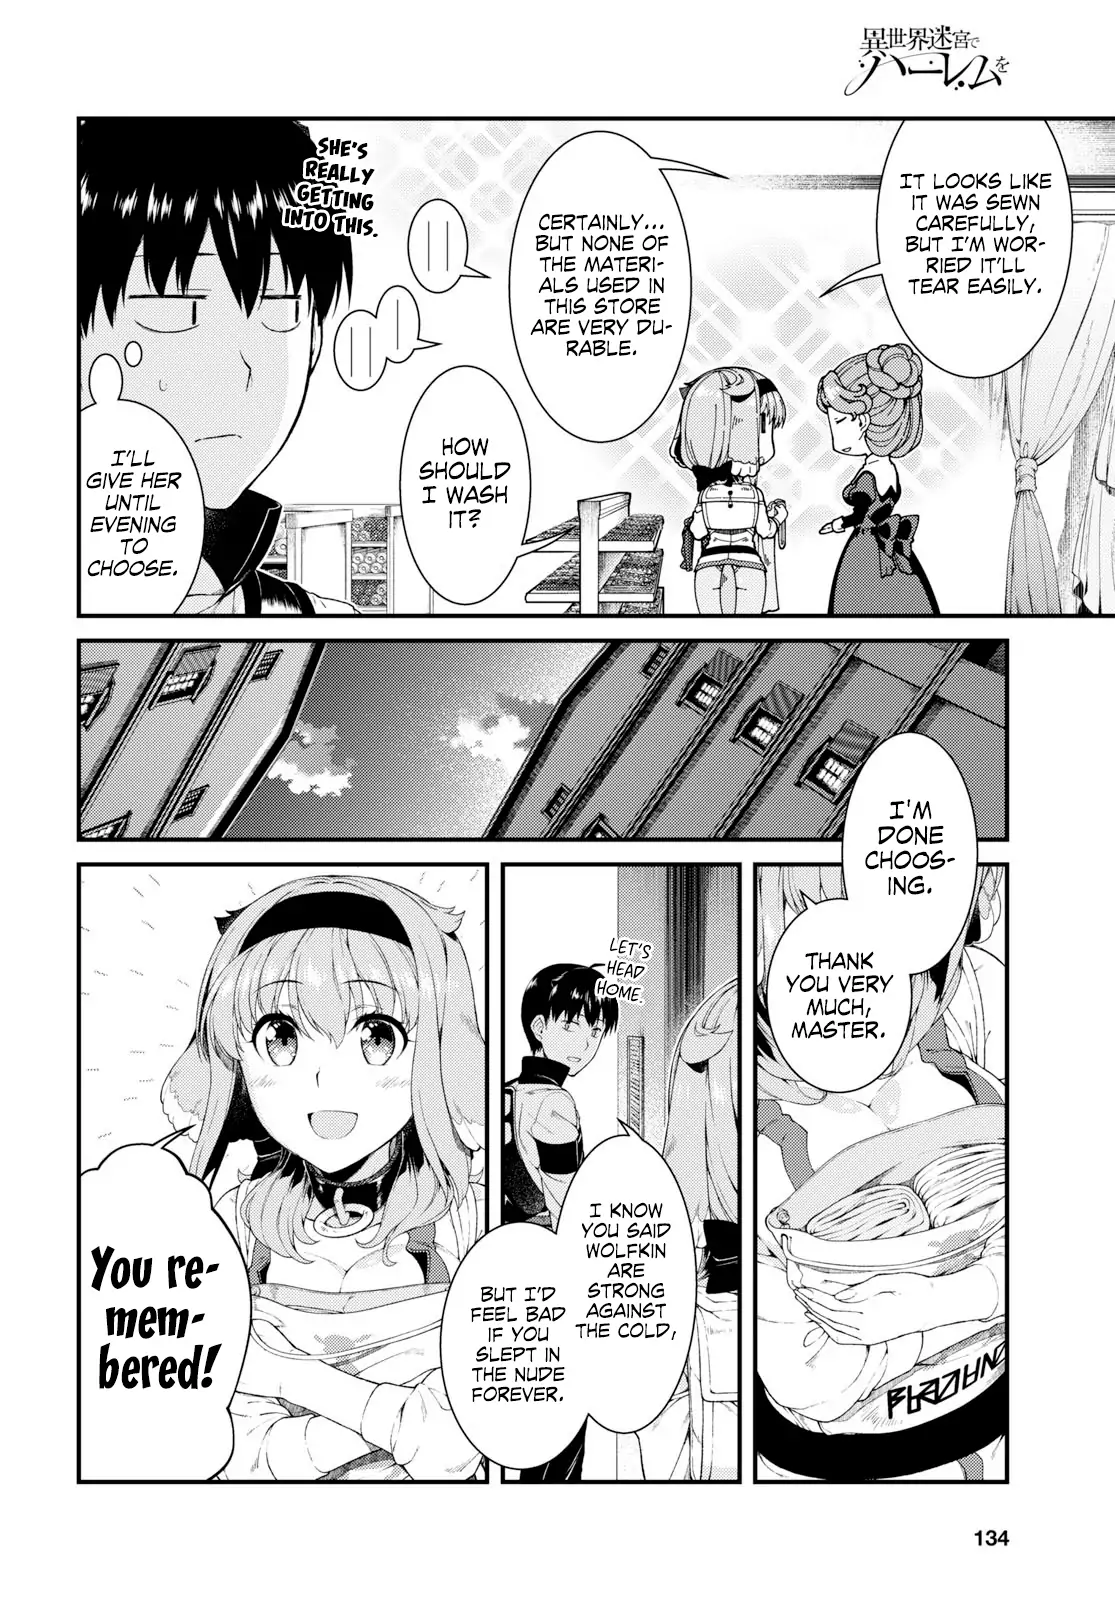 異世界迷宮で
ハーレムを
IT LOOKS LIKE
IT WAS SEWN
CAREFULLY,
BUT I'M WOR-
RIED IT'LL
TEAR EASILY.
CERTAINLY...
BUT NONE OF
THE MATERI-
ALS USED IN
THIS STORE
ARE VERY DU-
RABLE.
HOW
SHOULD
I WASH
IT?
SHE'S
REALLY
GETTING
INTO THIS.
I'LL
GIVE HER
UNTIL
EVENING
TO
CHOOSE.
I'M
DONE
CHOOS-
ING.
THANK
YOU VERY
MUCH,
MASTER.
LET'S
HEAD
HOME.
I KNOW
YOU SAID
WOLFKIN
ARE
STRONG
AGAINST
THE COLD,
BUT I'D
FEEL BAD
IF YOU
SLEPT IN
THE NUDE
FOREVER.
You re-
mem-
bered!
134